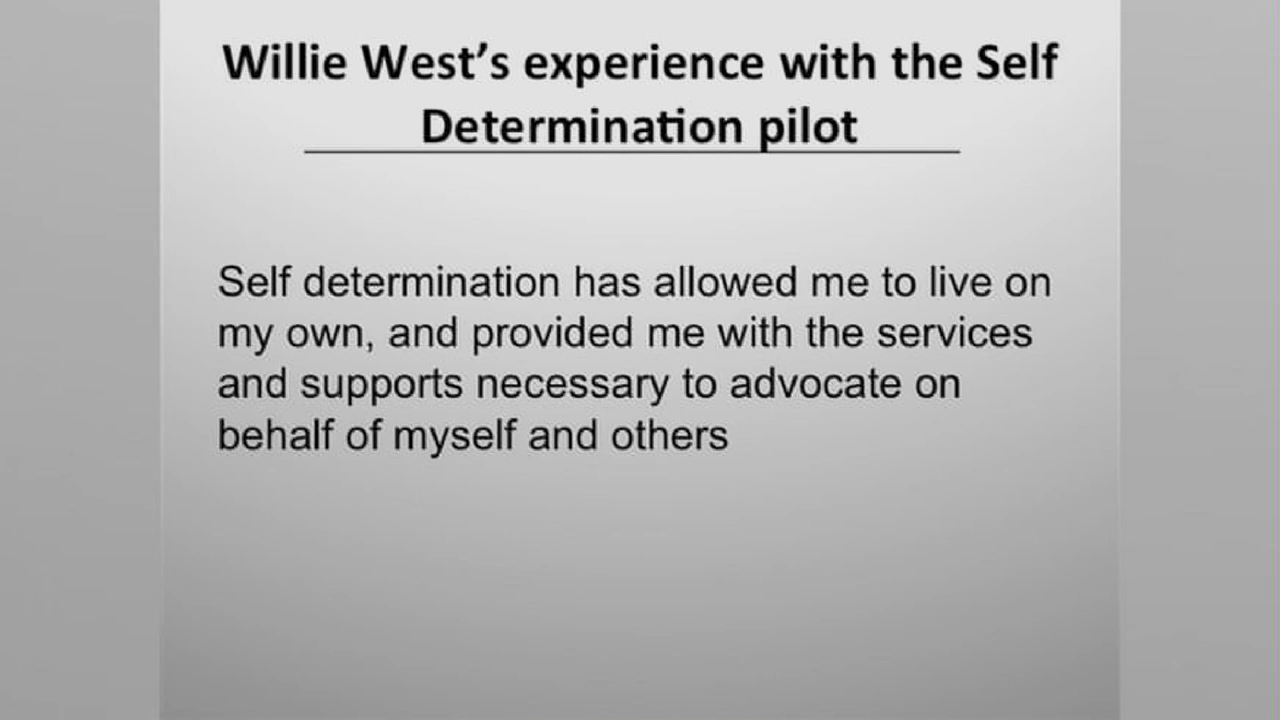 Willie West’s experience with the Self
Determination pilot
Self determination has allowed me to live on
my own, and provided me with the services
and supports necessary to advocate on
behalf of myself and others